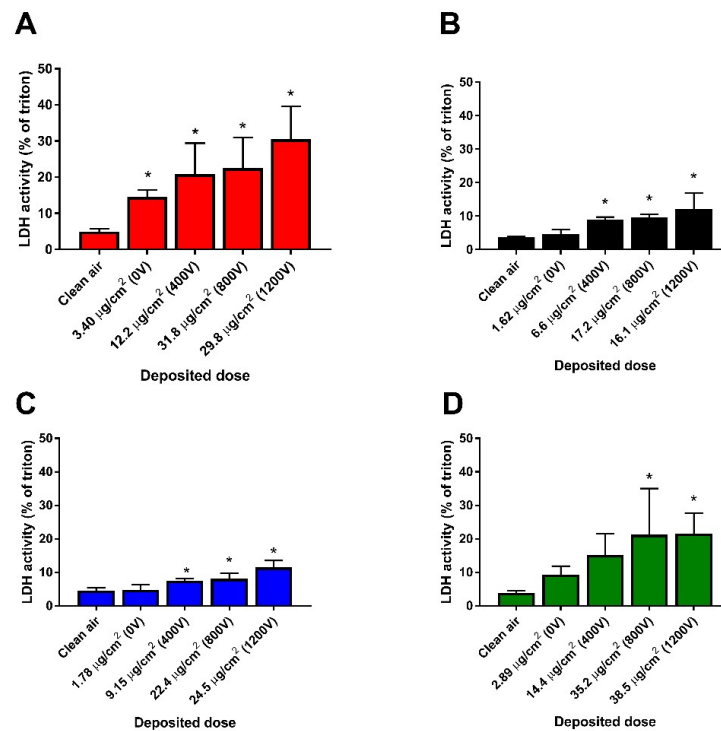 A
LDH activity (% of triton)
50
40
30
20
10
0
*
*
*
*
Clean air
3.40 µg/cm² (0V)
12.2 µg/cm² (400V)
31.8 µg/cm² (800V)
29.8 µg/cm² (1200V)
Deposited dose
B
LDH activity (% of triton)
50
40
30
20
10
0
*
*
*
Clean air
1.62 µg/cm² (0V)
6.6 µg/cm² (400V)
17.2 µg/cm² (800V)
16.1 µg/cm² (1200V)
Deposited dose
C
LDH activity (% of triton)
50
40
30
20
10
0
*
*
*
Clean air
1.78 µg/cm² (0V)
9.15 µg/cm² (400V)
22.4 µg/cm² (800V)
24.5 µg/cm² (1200V)
Deposited dose
D
LDH activity (% of triton)
50
40
30
20
10
0
*
*
Clean air
2.89 µg/cm² (0V)
14.4 µg/cm² (400V)
35.2 µg/cm² (800V)
38.5 µg/cm² (1200V)
Deposited dose